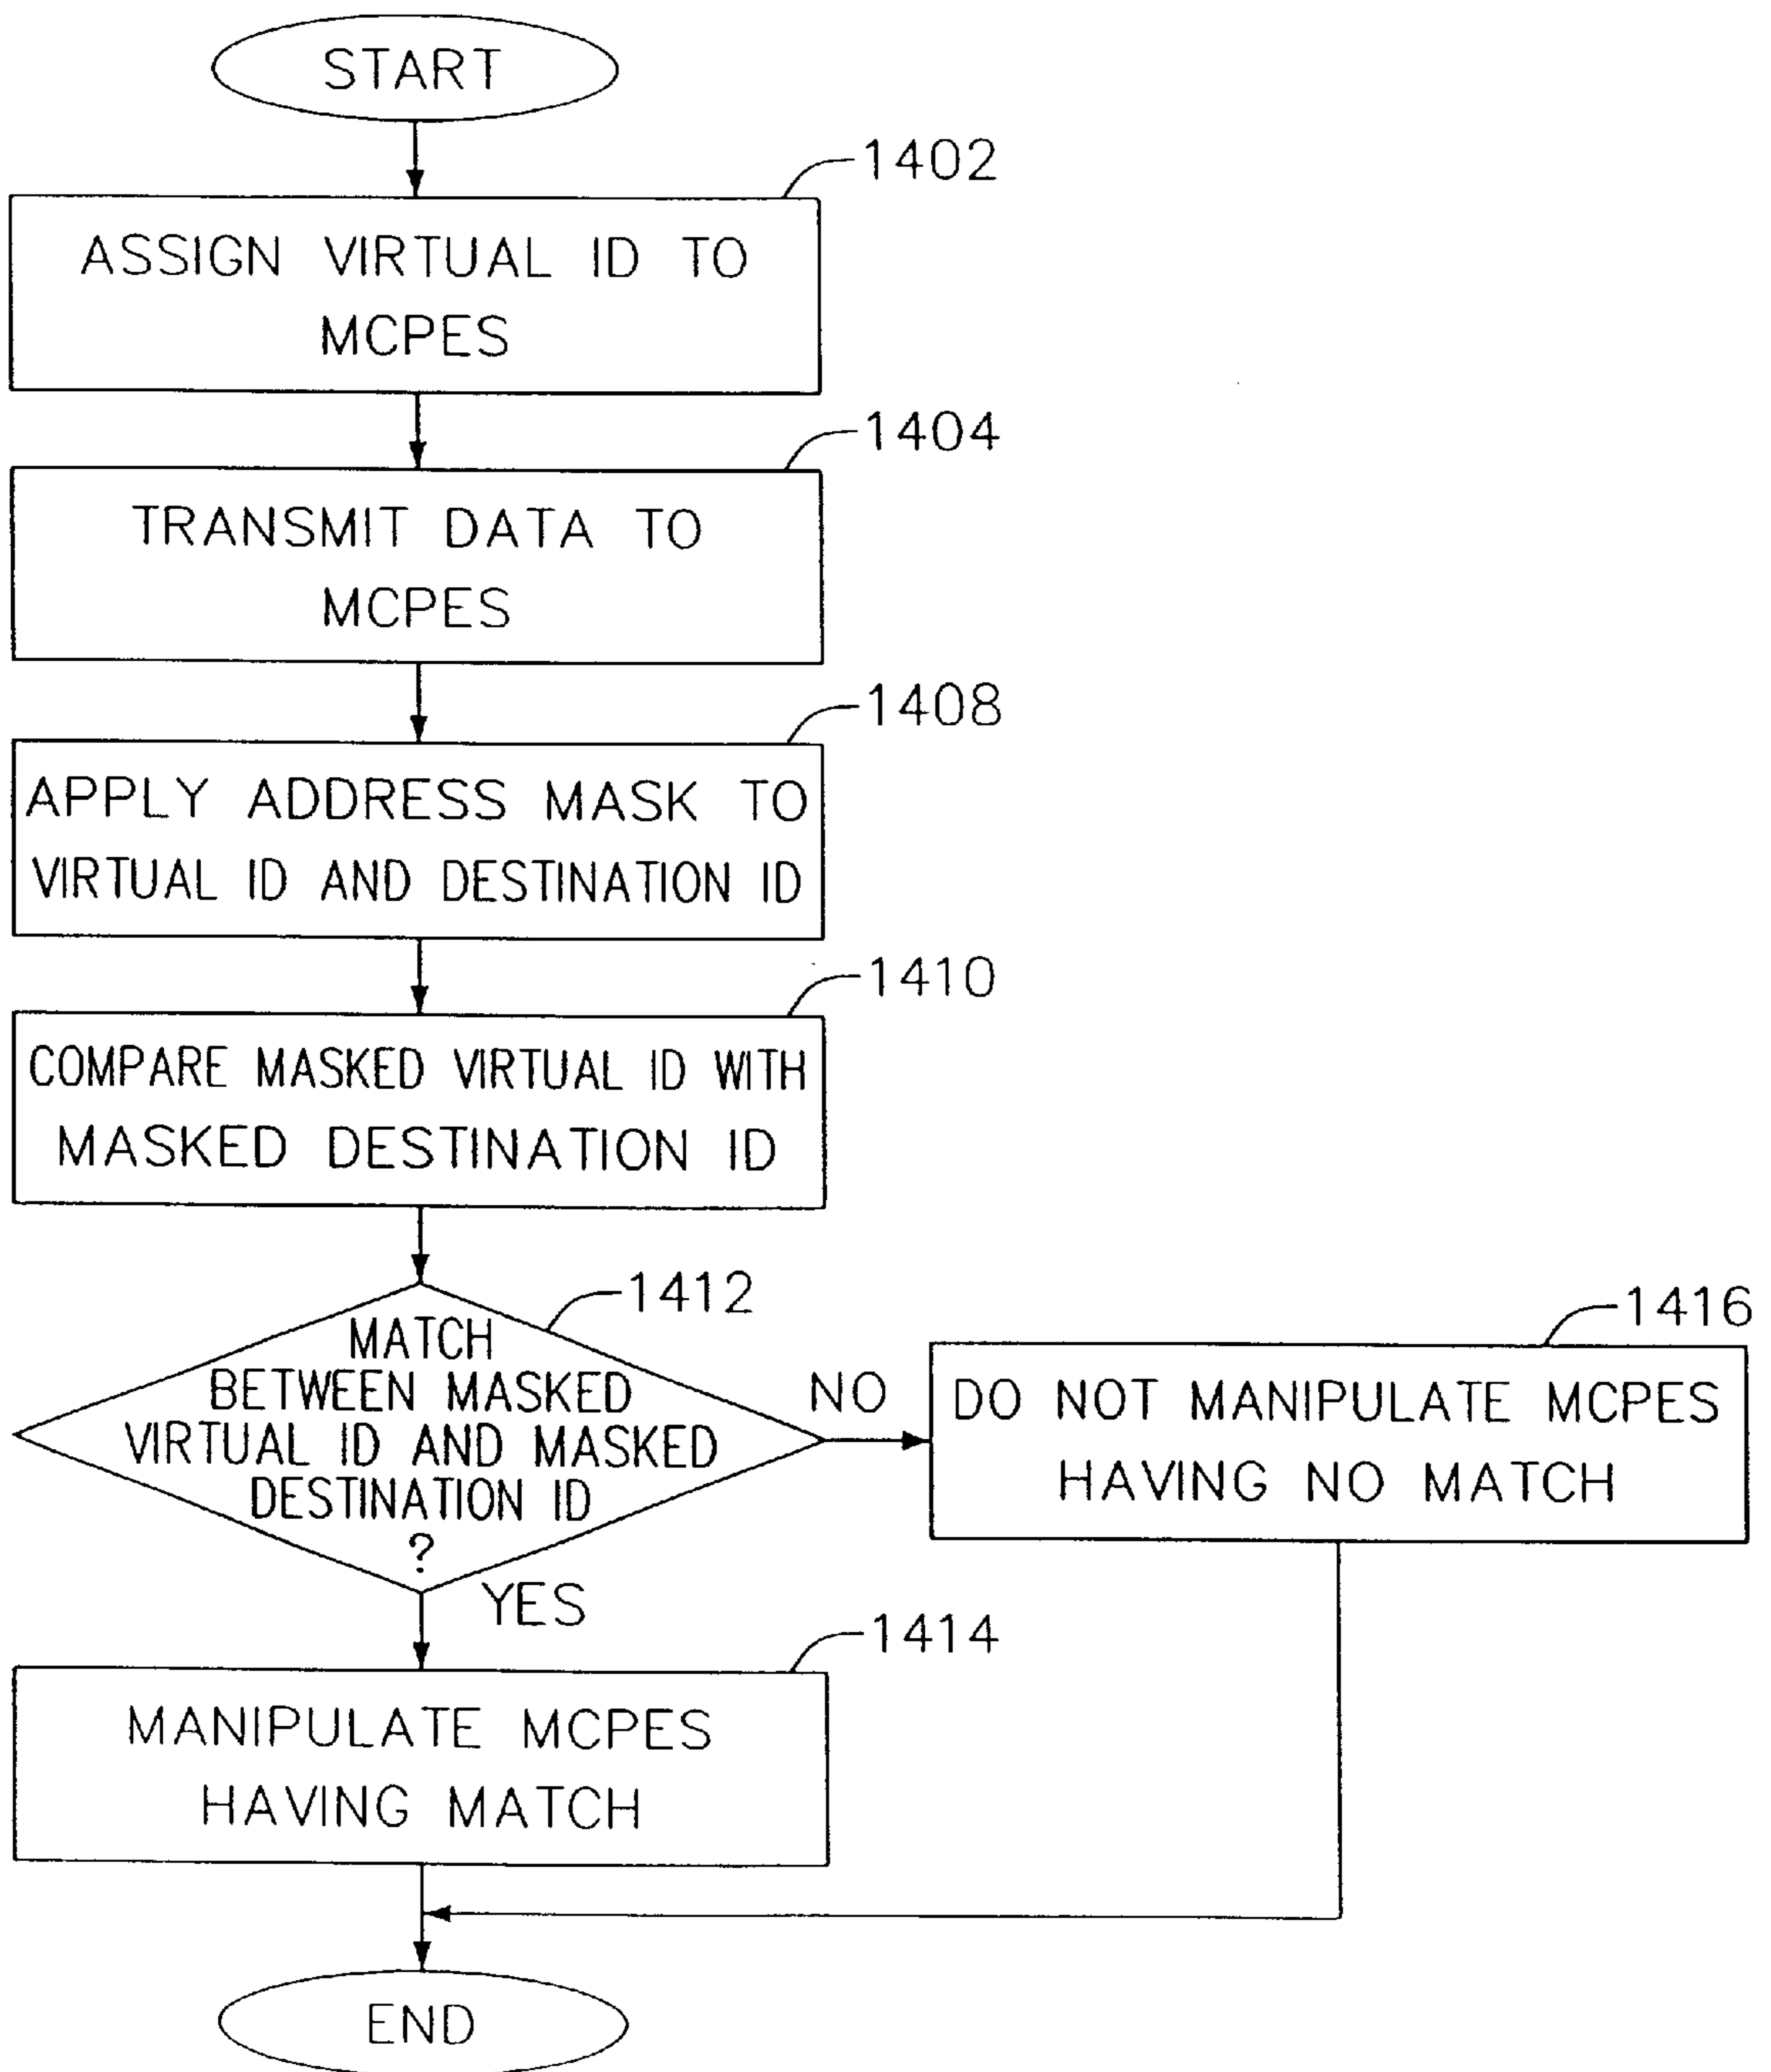 START
1402
ASSIGN VIRTUAL ID TO
MCPES
1404
TRANSMIT DATA TO
MCPES
1408
APPLY ADDRESS MASK TO
VIRTUAL ID AND DESTINATION ID
1410
COMPARE MASKED VIRTUAL ID WITH
MASKED DESTINATION ID
1412
MATCH
BETWEEN MASKED
VIRTUAL ID AND MASKED
DESTINATION ID
?
NO
1416
DO NOT MANIPULATE MCPES
HAVING NO MATCH
YES
1414
MANIPULATE MCPES
HAVING MATCH
END